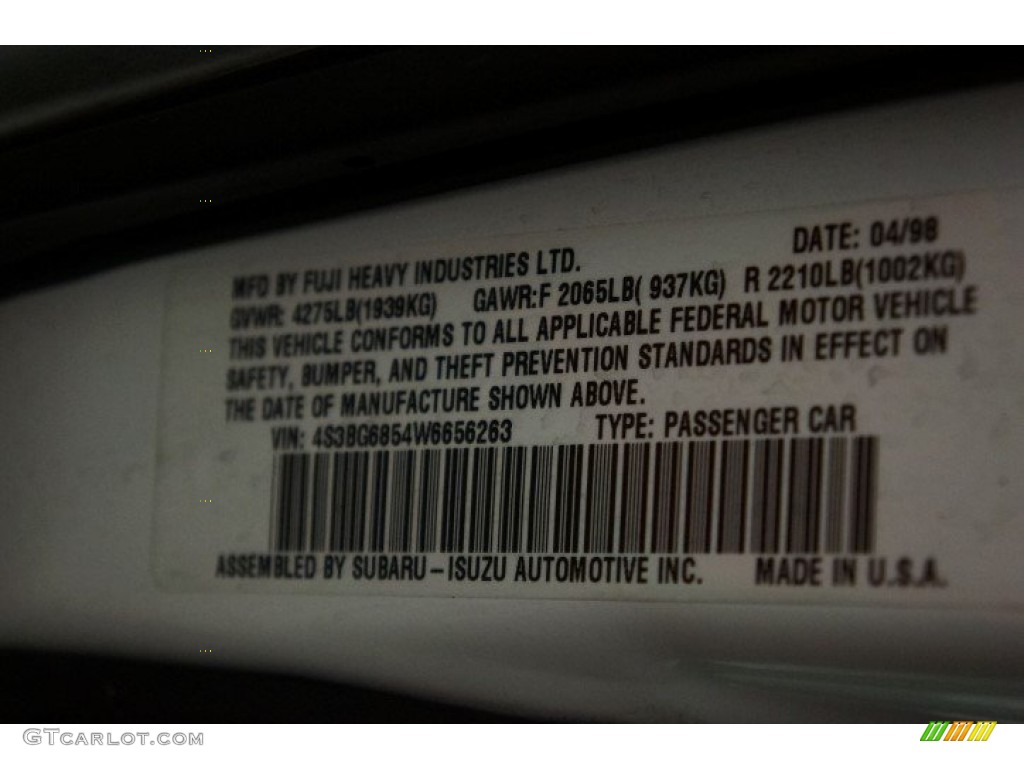 DATE: 04/98
MFD BY FUJI HEAVY INDUSTRIES LTD.
GVWR: 4275LB(1939KG) GAWR:F 2065LB( 937KG) R 2210LB(1002KG)
THIS VEHICLE CONFORMS TO ALL APPLICABLE FEDERAL MOTOR VEHICLE
SAFETY, BUMPER, AND THEFT PREVENTION STANDARDS IN EFFECT ON
THE DATE OF MANUFACTURE SHOWN ABOVE.
VIN: 4S3BG6854W6656263 TYPE: PASSENGER CAR
ASSEMBLED BY SUBARU-ISUZU AUTOMOTIVE INC. MADE IN U.S.A.
GTCARLOT.COM